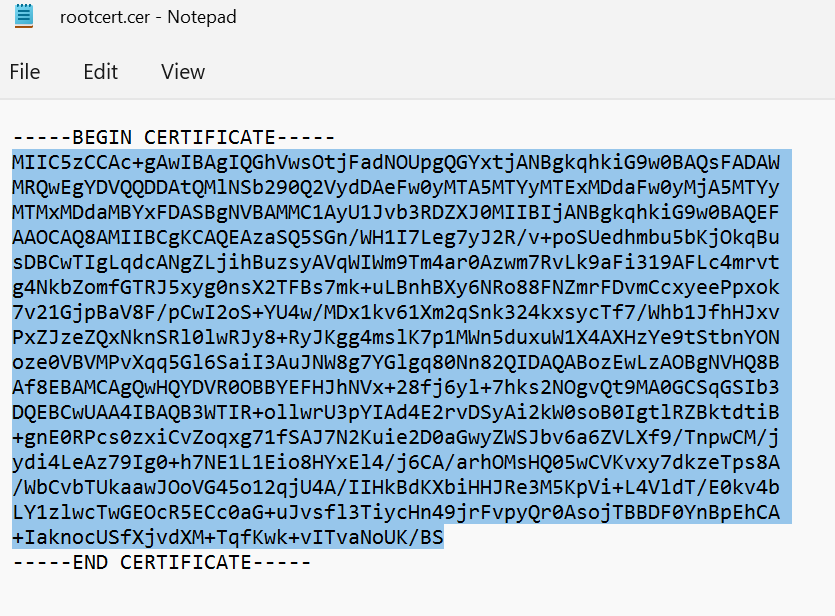 rootcert.cer - Notepad
File Edit View
-----BEGIN CERTIFICATE-----
MIIC5zCCAc+gAwIBAgIQGhVwsOtjFadNOUpgQGYxtjANBgkqhkiG9w0BAQsFADAW
MRQwEgYDVQQDDAtQMlNSb290Q2VydDAeFw0yMTA5MTYyMTExMDdaFw0yMjA5MTYy
MTMxMDdaMBYxFDASBgNVBAMMC1AyU1Jvb3RDZXJ0MIIBIjANBgkqhkiG9w0BAQEF
AAOCAQ8AMIIBCgKCAQEAzaSQ5SGn/WH1I7Leg7yJ2R/v+poSUedhmbu5bKjOkqBu
sDBCwTIgLqdcANgZLjihBuzsyAVqWIWm9Tm4ar0Azwm7RvLk9aFi319AFLc4mrvt
g4NkbZomfGTRJ5xyg0nsX2TFBs7mk+uLBnhBXy6NRo88FNZmrFDvmCcxyeePpxok
7v21GjpBaV8F/pCwI2oS+YU4w/MDx1kv61Xm2qSnk324kxsycTf7/Whb1JfhHJxv
PxZJzeZQxNknSRl0lwRJy8+RyJKgg4mslK7p1MWn5duxuW1X4AXHzYe9tStbnYON
oze0VBVMPvXqq5Gl6SaiI3AuJNW8g7YGlgq80Nn82QIDAQABozEwLzAOBgNVHQ8B
Af8EBAMCAgQwHQYDVR0OBBYEFHJhNVx+28fj6yl+7hks2NOgvQt9MA0GCSqGSIb3
DQEBCwUAA4IBAQB3WTIR+ollwrU3pYIAd4E2rvDSyAi2kW0soB0IgtlRZBktdtiB
+gnE0RPcs0zxiCvZoqxg71fSAJ7N2Kuie2D0aGwyZWSJbv6a6ZVLXf9/TnpwCM/j
ydi4LeAz79Ig0+h7NE1L1Eio8HYxEl4/j6CA/arhOMsHQ05wCVKvxy7dkzeTps8A
/WbCvbTUkaawJOoVG45o12qjU4A/IIHkBdKXbiHHJRe3M5KpVi+L4VldT/E0kv4b
LY1zlwcTwGEOcR5ECc0aG+uJvsfl3TiycHn49jrFvpyQr0AsojTBBDF0YnBpEhCA
+IaknocUSfXjvdXM+TqfKwk+vITvaNoUK/BS
-----END CERTIFICATE-----